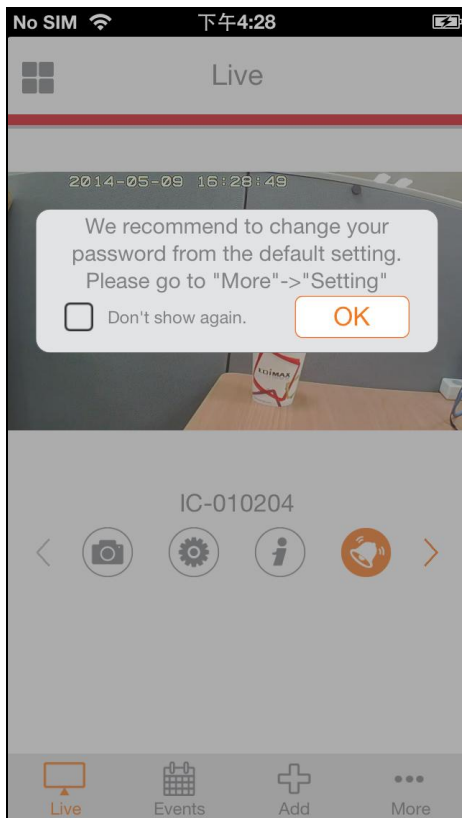 No SIM 下午4:28
Live
2014-05-09 16:28:49
We recommend to change your
password from the default setting.
Please go to "More"->"Setting"
Don't show again.
OK
EDIMAX
IC-010204
Live Events Add More